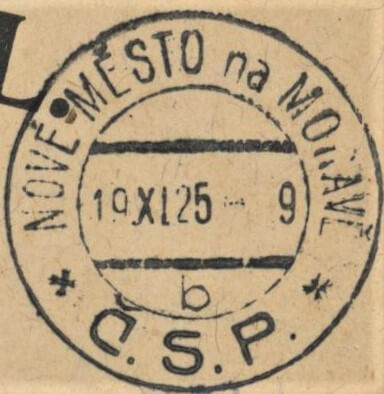 NOVÉ MĚSTO na MORAVĚ
19 XI 25 - 9
b
Č.S.P.